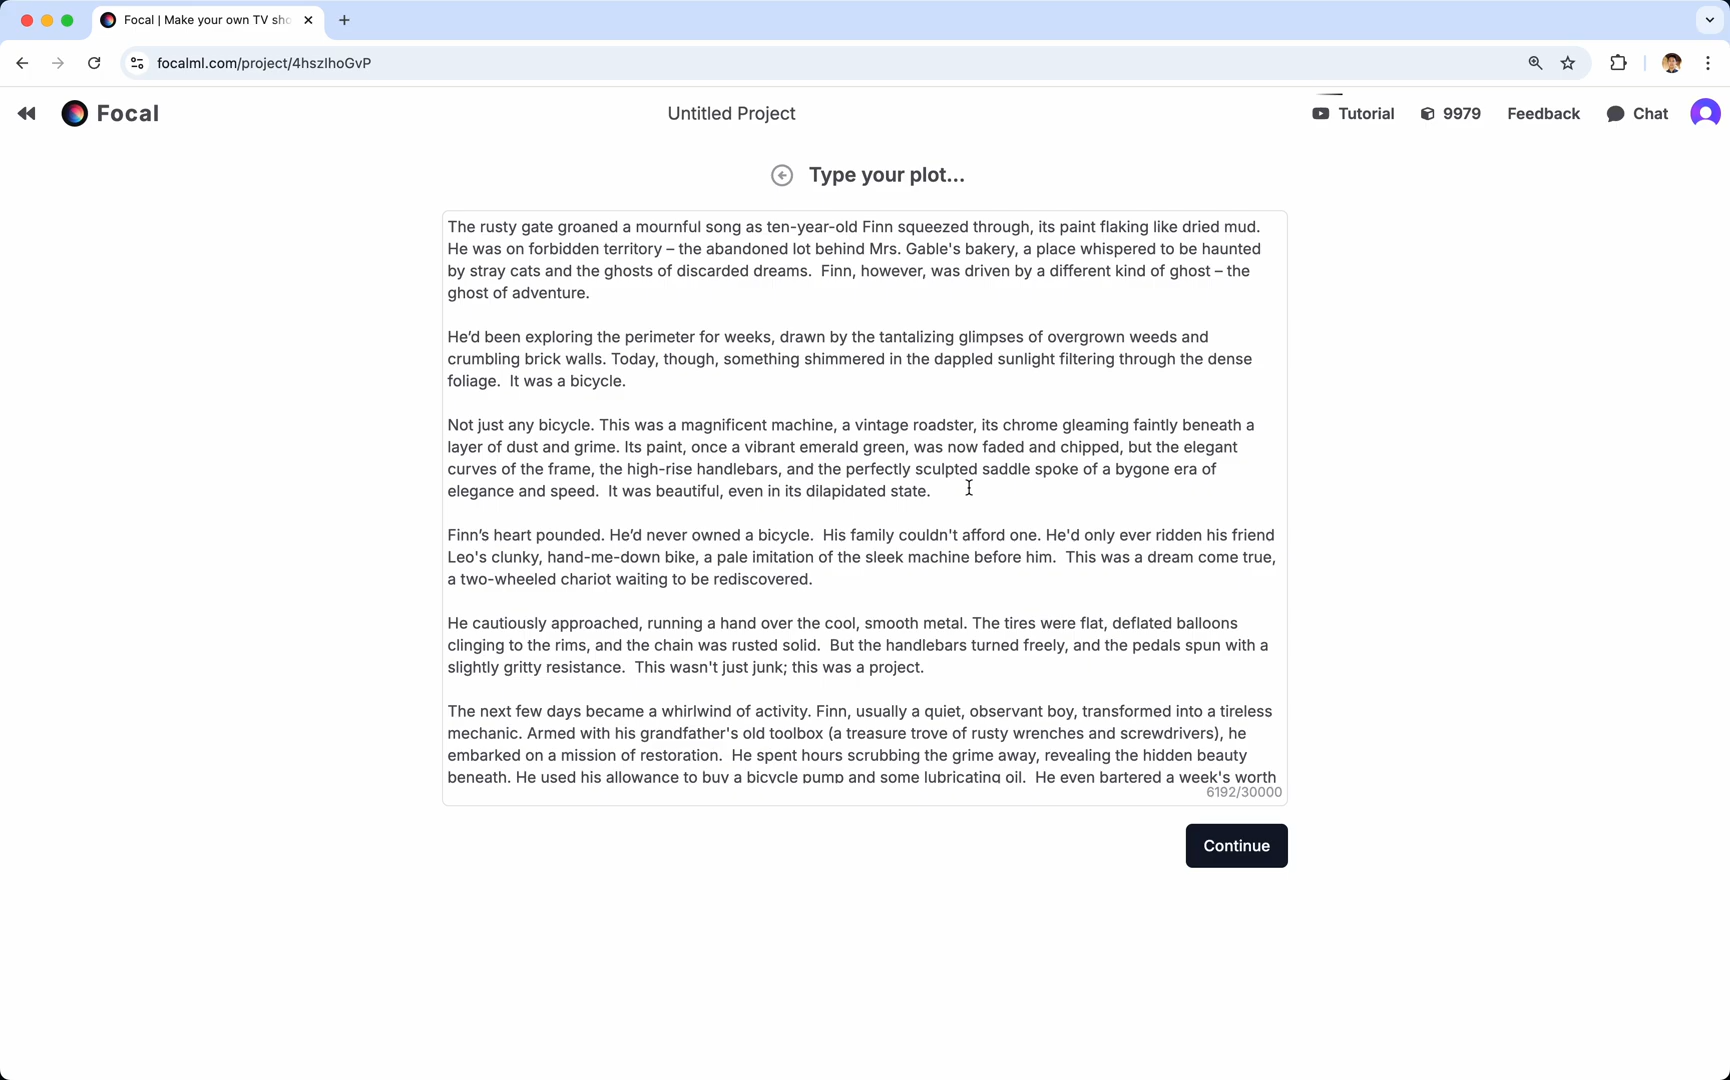 Focal | Make your own TV sho
focalml.com/project/4hszIhoGvP
Focal
Untitled Project
Tutorial
9979
Feedback
Chat
Type your plot...
The rusty gate groaned a mournful song as ten-year-old Finn squeezed through, its paint flaking like dried mud.
He was on forbidden territory – the abandoned lot behind Mrs. Gable's bakery, a place whispered to be haunted
by stray cats and the ghosts of discarded dreams.  Finn, however, was driven by a different kind of ghost – the
ghost of adventure.
He’d been exploring the perimeter for weeks, drawn by the tantalizing glimpses of overgrown weeds and
crumbling brick walls. Today, though, something shimmered in the dappled sunlight filtering through the dense
foliage.  It was a bicycle.
Not just any bicycle. This was a magnificent machine, a vintage roadster, its chrome gleaming faintly beneath a
layer of dust and grime. Its paint, once a vibrant emerald green, was now faded and chipped, but the elegant
curves of the frame, the high-rise handlebars, and the perfectly sculpted saddle spoke of a bygone era of
elegance and speed.  It was beautiful, even in its dilapidated state.
Finn’s heart pounded. He’d never owned a bicycle.  His family couldn't afford one. He'd only ever ridden his friend
Leo's clunky, hand-me-down bike, a pale imitation of the sleek machine before him.  This was a dream come true,
a two-wheeled chariot waiting to be rediscovered.
He cautiously approached, running a hand over the cool, smooth metal. The tires were flat, deflated balloons
clinging to the rims, and the chain was rusted solid.  But the handlebars turned freely, and the pedals spun with a
slightly gritty resistance.  This wasn't just junk; this was a project.
The next few days became a whirlwind of activity. Finn, usually a quiet, observant boy, transformed into a tireless
mechanic. Armed with his grandfather's old toolbox (a treasure trove of rusty wrenches and screwdrivers), he
embarked on a mission of restoration.  He spent hours scrubbing the grime away, revealing the hidden beauty
beneath. He used his allowance to buy a bicycle pump and some lubricating oil.  He even bartered a week's worth
6192/30000
Continue